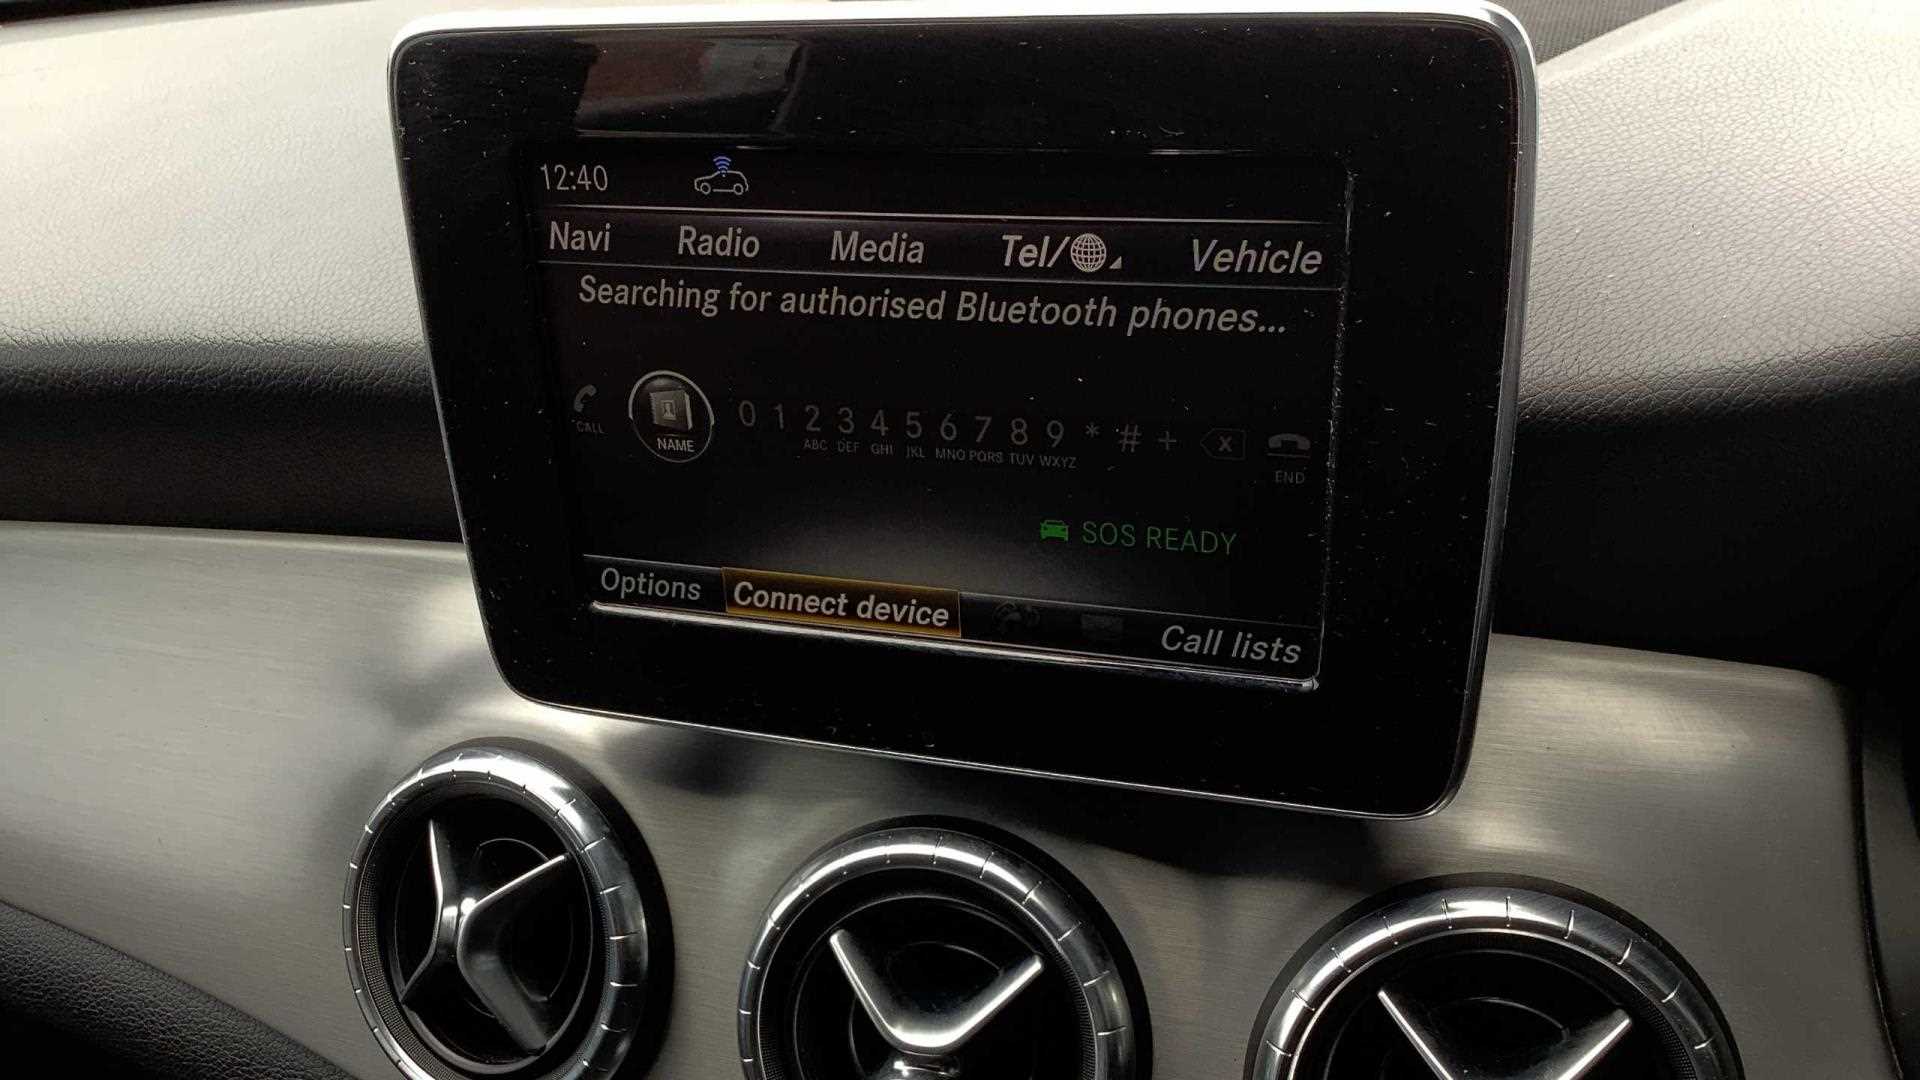 12:40
Navi Radio Media Tel/ Vehicle
Searching for authorised Bluetooth phones...
CALL NAME 0 1 2 3 4 5 6 7 8 9 * # + X END
ABC DEF GHI JKL MNO PQRS TUV WXYZ
SOS READY
Options Connect device Call lists